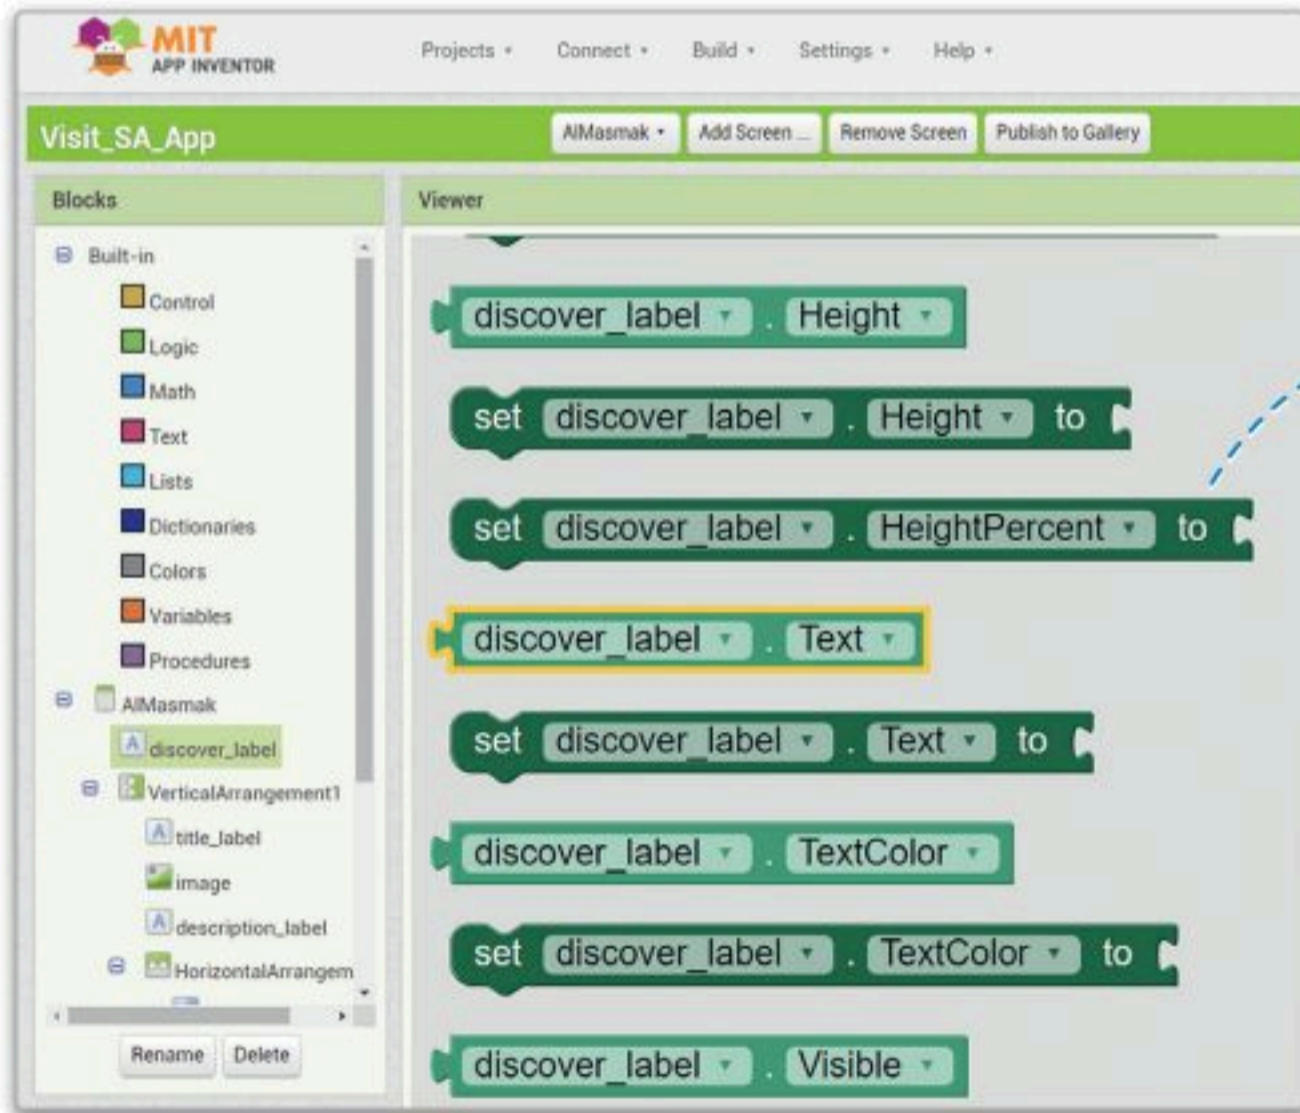 MIT
APP INVENTOR
Projects Connect Build Settings Help
Visit_SA_App
AlMasmak Add Screen ... Remove Screen Publish to Gallery
Blocks
Viewer
Built-in
Control
Logic
Math
Text
Lists
Dictionaries
Colors
Variables
Procedures
AlMasmak
discover_label
VerticalArrangement1
title_label
image
description_label
HorizontalArrangem
Rename Delete
discover_label . Height
set discover_label . Height to
set discover_label . HeightPercent to
discover_label . Text
set discover_label . Text to
discover_label . TextColor
set discover_label . TextColor to
discover_label . Visible